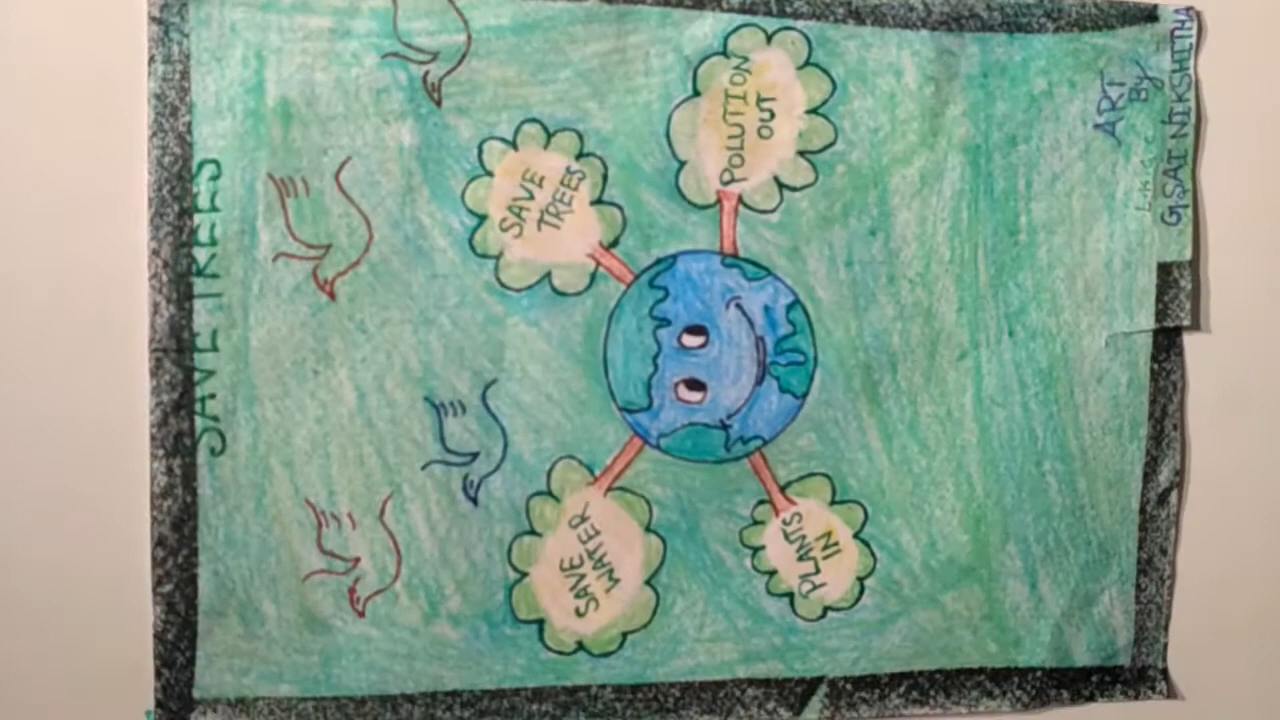 SAVE TREES
SAVE
TREES
POLUTION
OUT
SAVE
WATER
PLANTS
IN
ART
By
G.SAI NIKSHITHA